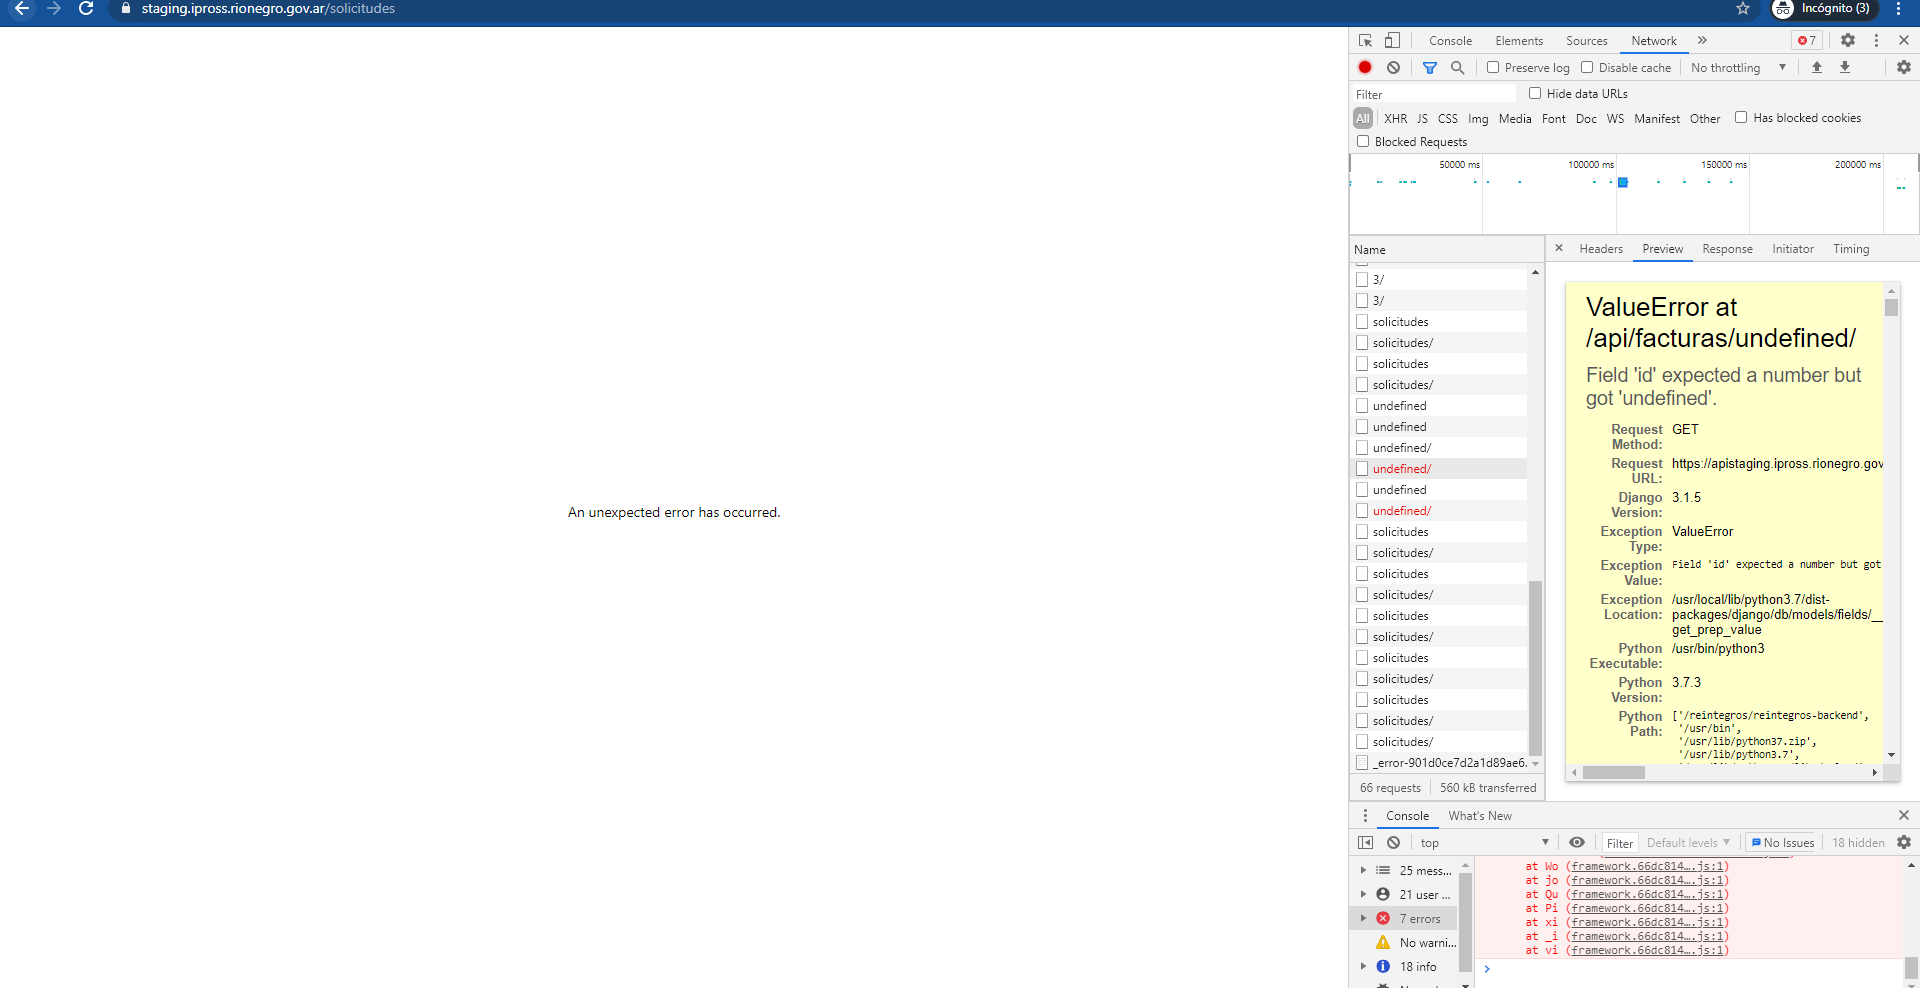 staging.ipross.rionegro.gov.ar/solicitudes
Incógnito (3)
An unexpected error has occurred.
Console Elements Sources Network » 7
Preserve log Disable cache No throttling
Filter Hide data URLs
All XHR JS CSS Img Media Font Doc WS Manifest Other Has blocked cookies
Blocked Requests
50000 ms 100000 ms 150000 ms 200000 ms
Name
3/
3/
solicitudes
solicitudes/
solicitudes
solicitudes/
undefined
undefined
undefined/
undefined/
undefined
undefined/
solicitudes
solicitudes/
solicitudes
solicitudes/
solicitudes
solicitudes/
solicitudes
solicitudes/
solicitudes
solicitudes/
solicitudes/
_error-901d0ce7d2a1d89ae6.
66 requests 560 kB transferred
Headers Preview Response Initiator Timing
ValueError at
/api/facturas/undefined/
Field 'id' expected a number but
got 'undefined'.
Request Method: GET
Request URL: https://apistaging.ipross.rionegro.gov
Django Version: 3.1.5
Exception Type: ValueError
Exception Value: Field 'id' expected a number but got
Exception Location: /usr/local/lib/python3.7/dist-
packages/django/db/models/fields/__
get_prep_value
Python Executable: /usr/bin/python3
Python Version: 3.7.3
Python Path: ['/reintegros/reintegros-backend',
'/usr/bin',
'/usr/lib/python37.zip',
'/usr/lib/python3.7',
Console What's New
top Filter Default levels No Issues 18 hidden
25 mess...
21 user ...
7 errors
No warni...
18 info
at Wo (framework.66dc814….js:1)
at jo (framework.66dc814….js:1)
at Qu (framework.66dc814….js:1)
at Pi (framework.66dc814….js:1)
at xi (framework.66dc814….js:1)
at _i (framework.66dc814….js:1)
at vi (framework.66dc814….js:1)